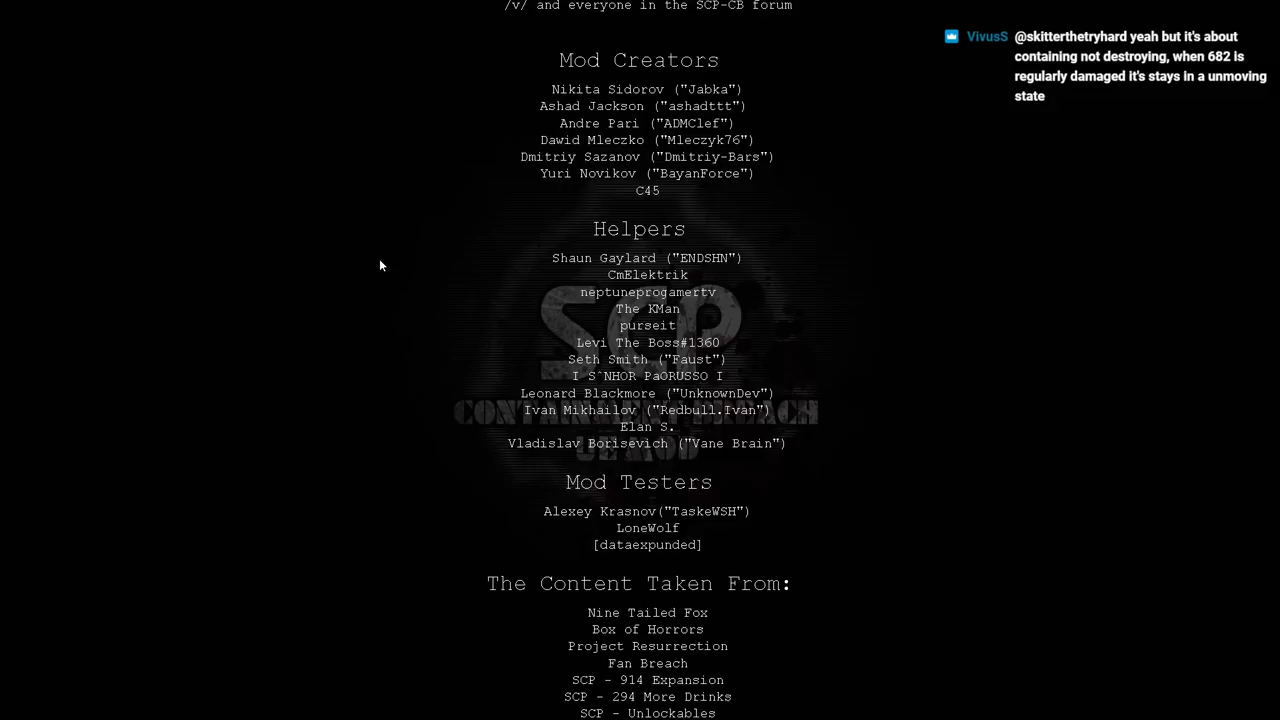 /v/ and everyone in the SCP-CB forum
VivusS @skitterthetryhard yeah but it's about
containing not destroying, when 682 is
regularly damaged it's stays in a unmoving
state
Mod Creators
Nikita Sidorov ("Jabka")
Ashad Jackson ("ashadttt")
Andre Pari ("ADMClef")
Dawid Mleczko ("Mleczyk76")
Dmitriy Sazanov ("Dmitriy-Bars")
Yuri Novikov ("BayanForce")
C45
Helpers
Shaun Gaylard ("ENDSHN")
CmElektrik
neptuneprogamertv
The KMan
purseit
Levi The Boss#1360
Seth Smith ("Faust")
I S^NHOR PaORUSSO I
Leonard Blackmore ("UnknownDev")
Ivan Mikhailov ("Redbull.Ivan")
Elan S.
Vladislav Borisevich ("Vane Brain")
SCP
CONTAINMENT BREACH
UE MOD
Mod Testers
Alexey Krasnov("TaskeWSH")
LoneWolf
[dataexpunded]
The Content Taken From:
Nine Tailed Fox
Box of Horrors
Project Resurrection
Fan Breach
SCP - 914 Expansion
SCP - 294 More Drinks
SCP - Unlockables